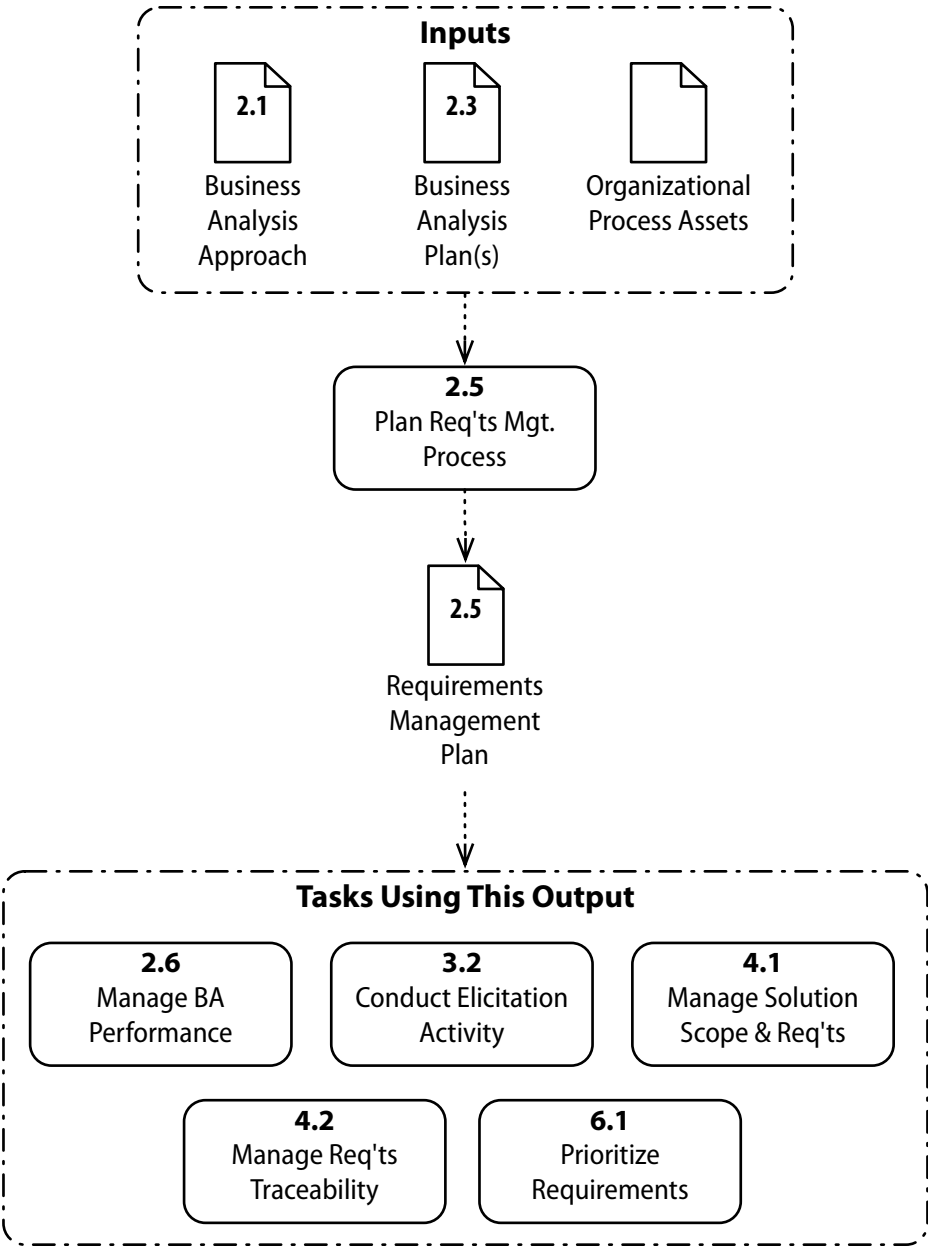 Inputs
2.1
2.3
Business
Analysis
Approach
Business
Analysis
Plan(s)
Organizational
Process Assets
2.5
Plan Req'ts Mgt.
Process
2.5
Requirements
Management
Plan
Tasks Using This Output
2.6
Manage BA
Performance
3.2
Conduct Elicitation
Activity
4.1
Manage Solution
Scope & Req'ts
4.2
Manage Req'ts
Traceability
6.1
Prioritize
Requirements